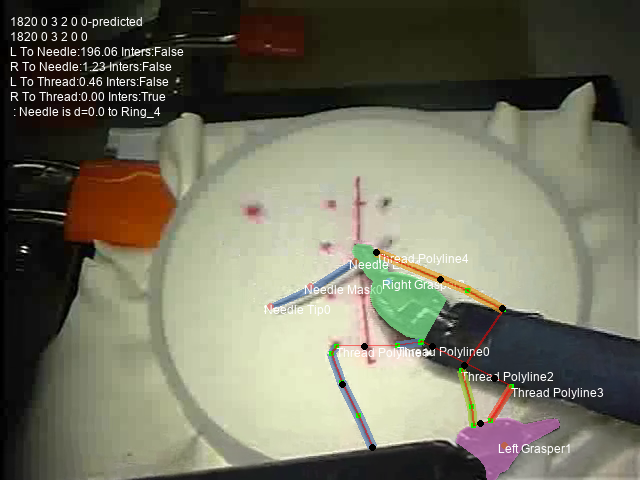 1820 0 3 2 0 0-predicted
1820 0 3 2 0 0
L To Needle:196.06 Inters:False
R To Needle:1.23 Inters:False
L To Thread:0.46 Inters:False
R To Thread:0.00 Inters:True
: Needle is d=0.0 to Ring_4
Thread Polyline4
Needle
Right Grasper
Needle Mask0
Needle Tip0
Thread Polyline
Thread Polyline0
Thread Polyline2
Thread Polyline3
Left Grasper1